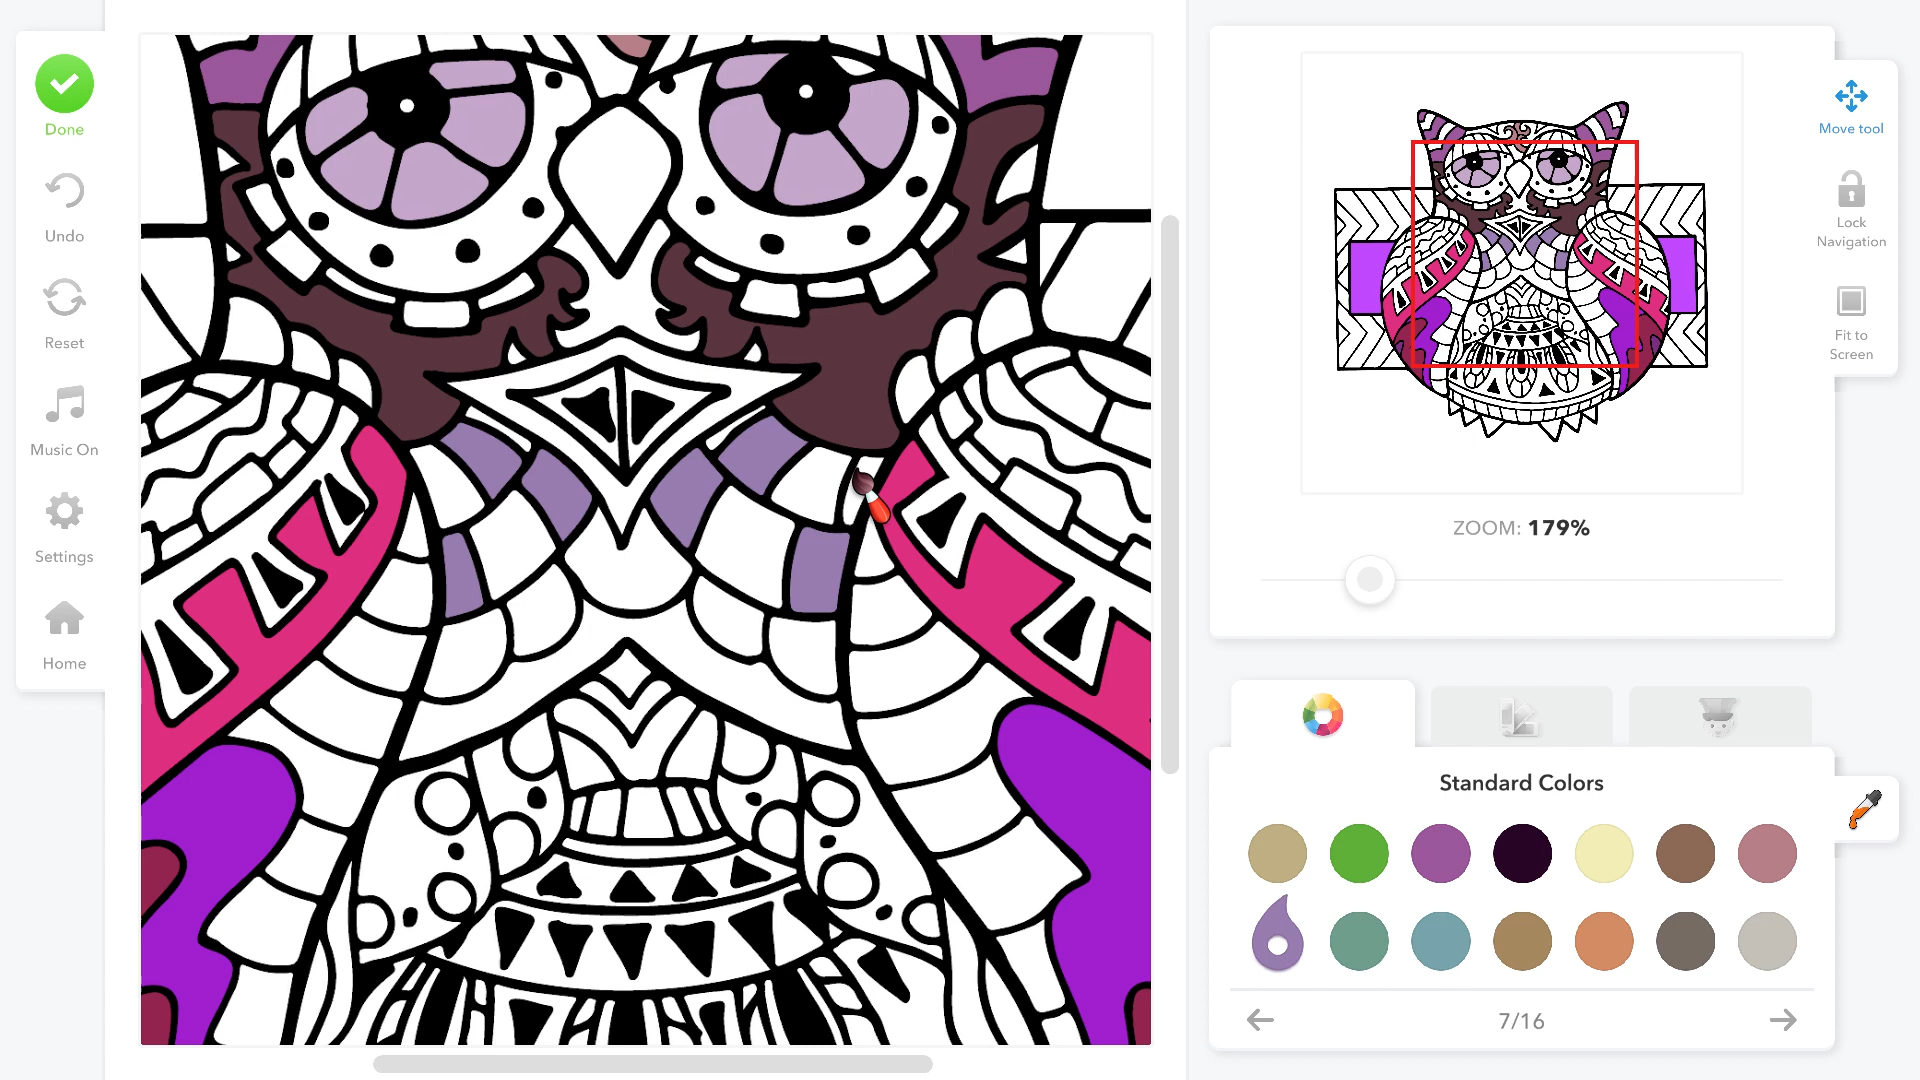 Done
Undo
Reset
Music On
Settings
Home
ZOOM: 179%
Move tool
Lock
Navigation
Fit to
Screen
Standard Colors
7/16